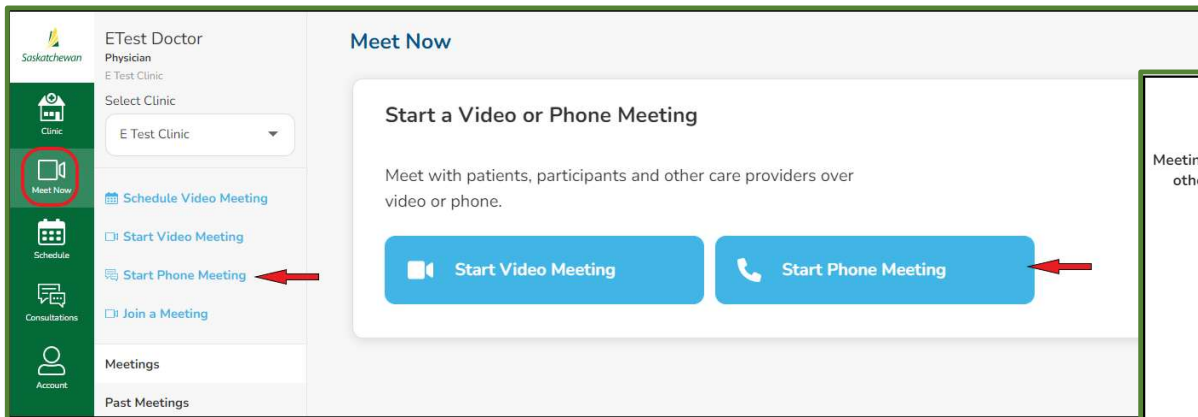 Saskatchewan
Clinic
Meet Now
Schedule
Consultations
Account
ETest Doctor
Physician
E Test Clinic
Select Clinic
E Test Clinic
Schedule Video Meeting
Start Video Meeting
Start Phone Meeting
Join a Meeting
Meetings
Past Meetings
Meet Now
Start a Video or Phone Meeting
Meet with patients, participants and other care providers over
video or phone.
Start Video Meeting
Start Phone Meeting